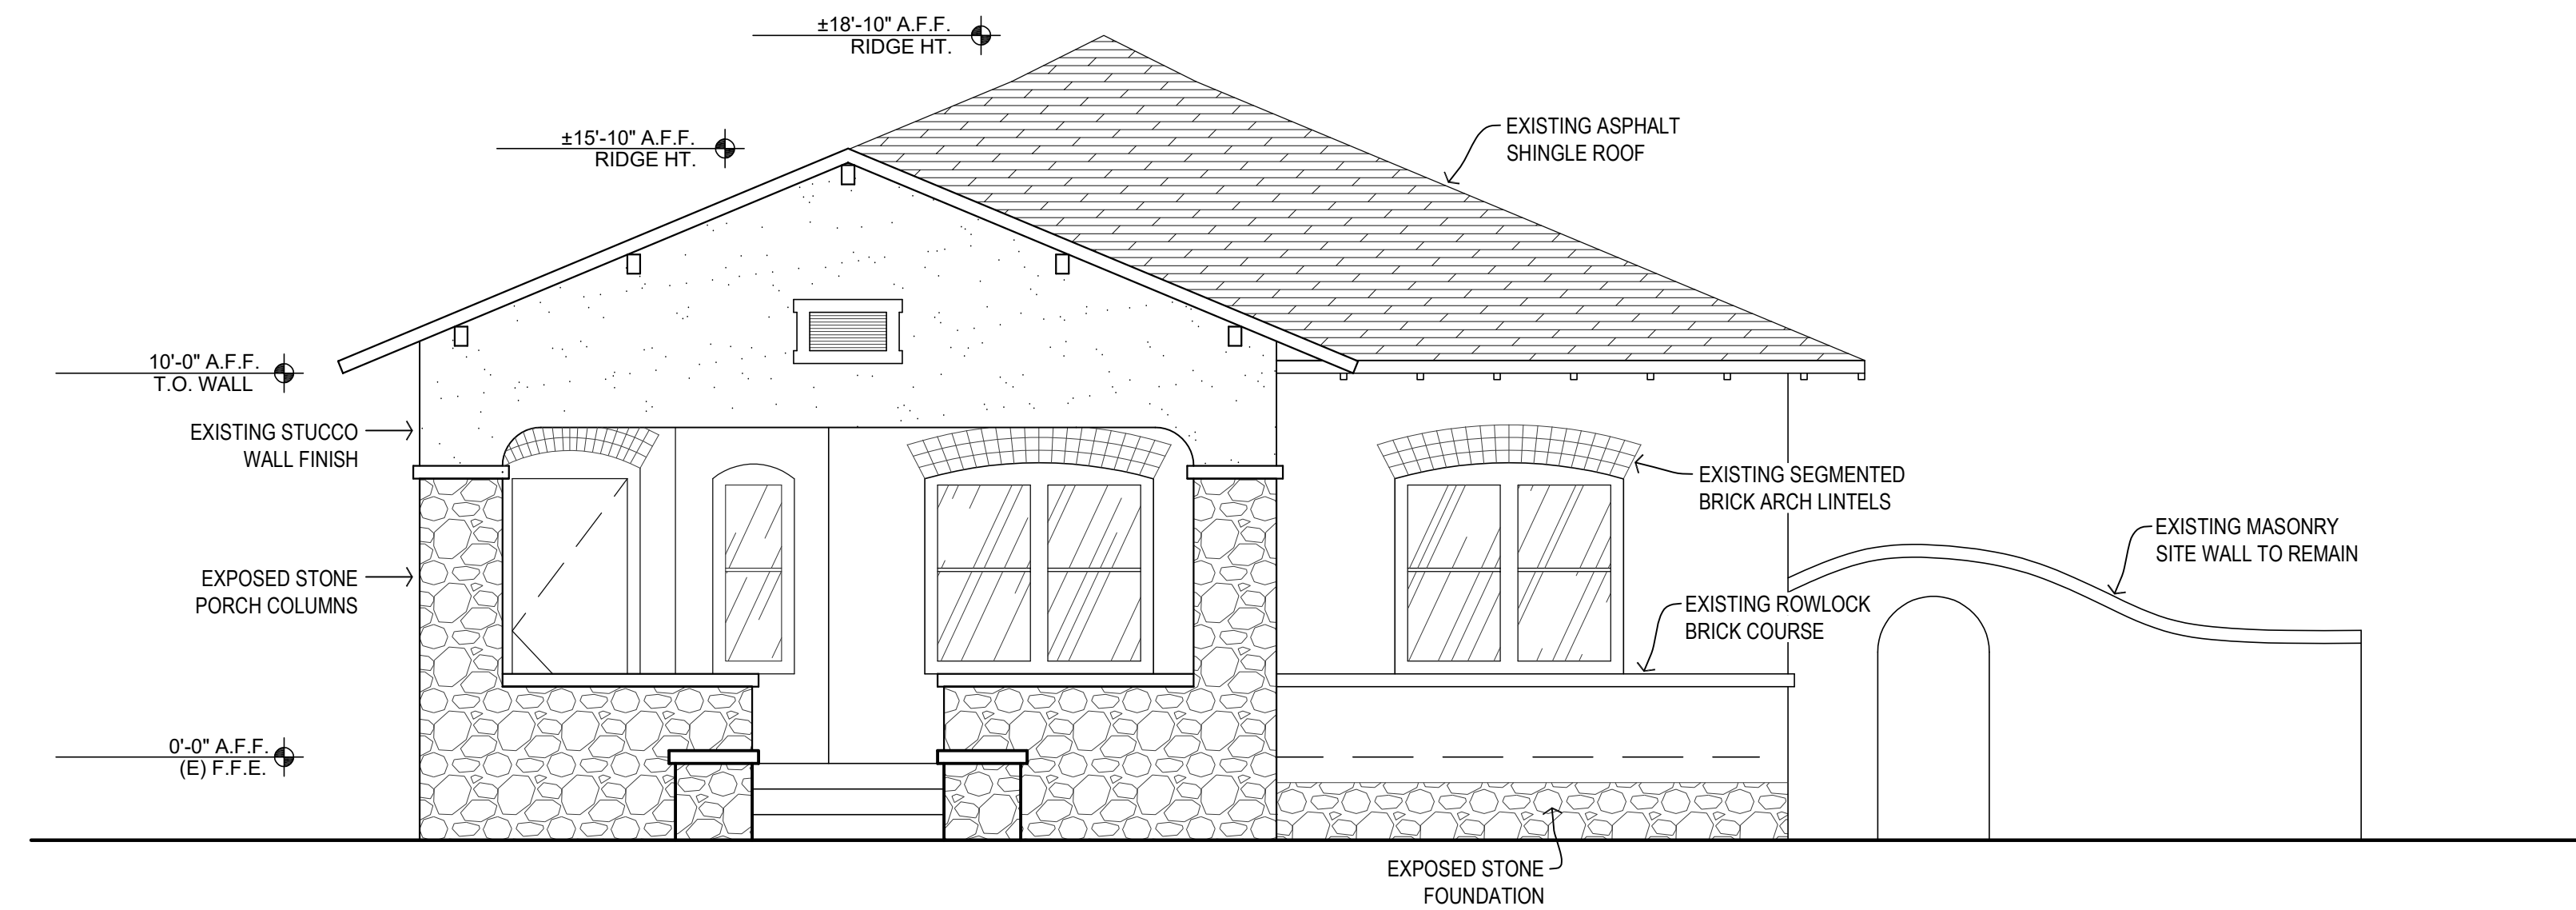 ±18'-10" A.F.F.
RIDGE HT.
±15'-10" A.F.F.
RIDGE HT.
EXISTING ASPHALT
SHINGLE ROOF
10'-0" A.F.F.
T.O. WALL
EXISTING STUCCO
WALL FINISH
EXISTING SEGMENTED
BRICK ARCH LINTELS
EXISTING MASONRY
SITE WALL TO REMAIN
EXPOSED STONE
PORCH COLUMNS
EXISTING ROWLOCK
BRICK COURSE
0'-0" A.F.F.
(E) F.F.E.
EXPOSED STONE
FOUNDATION